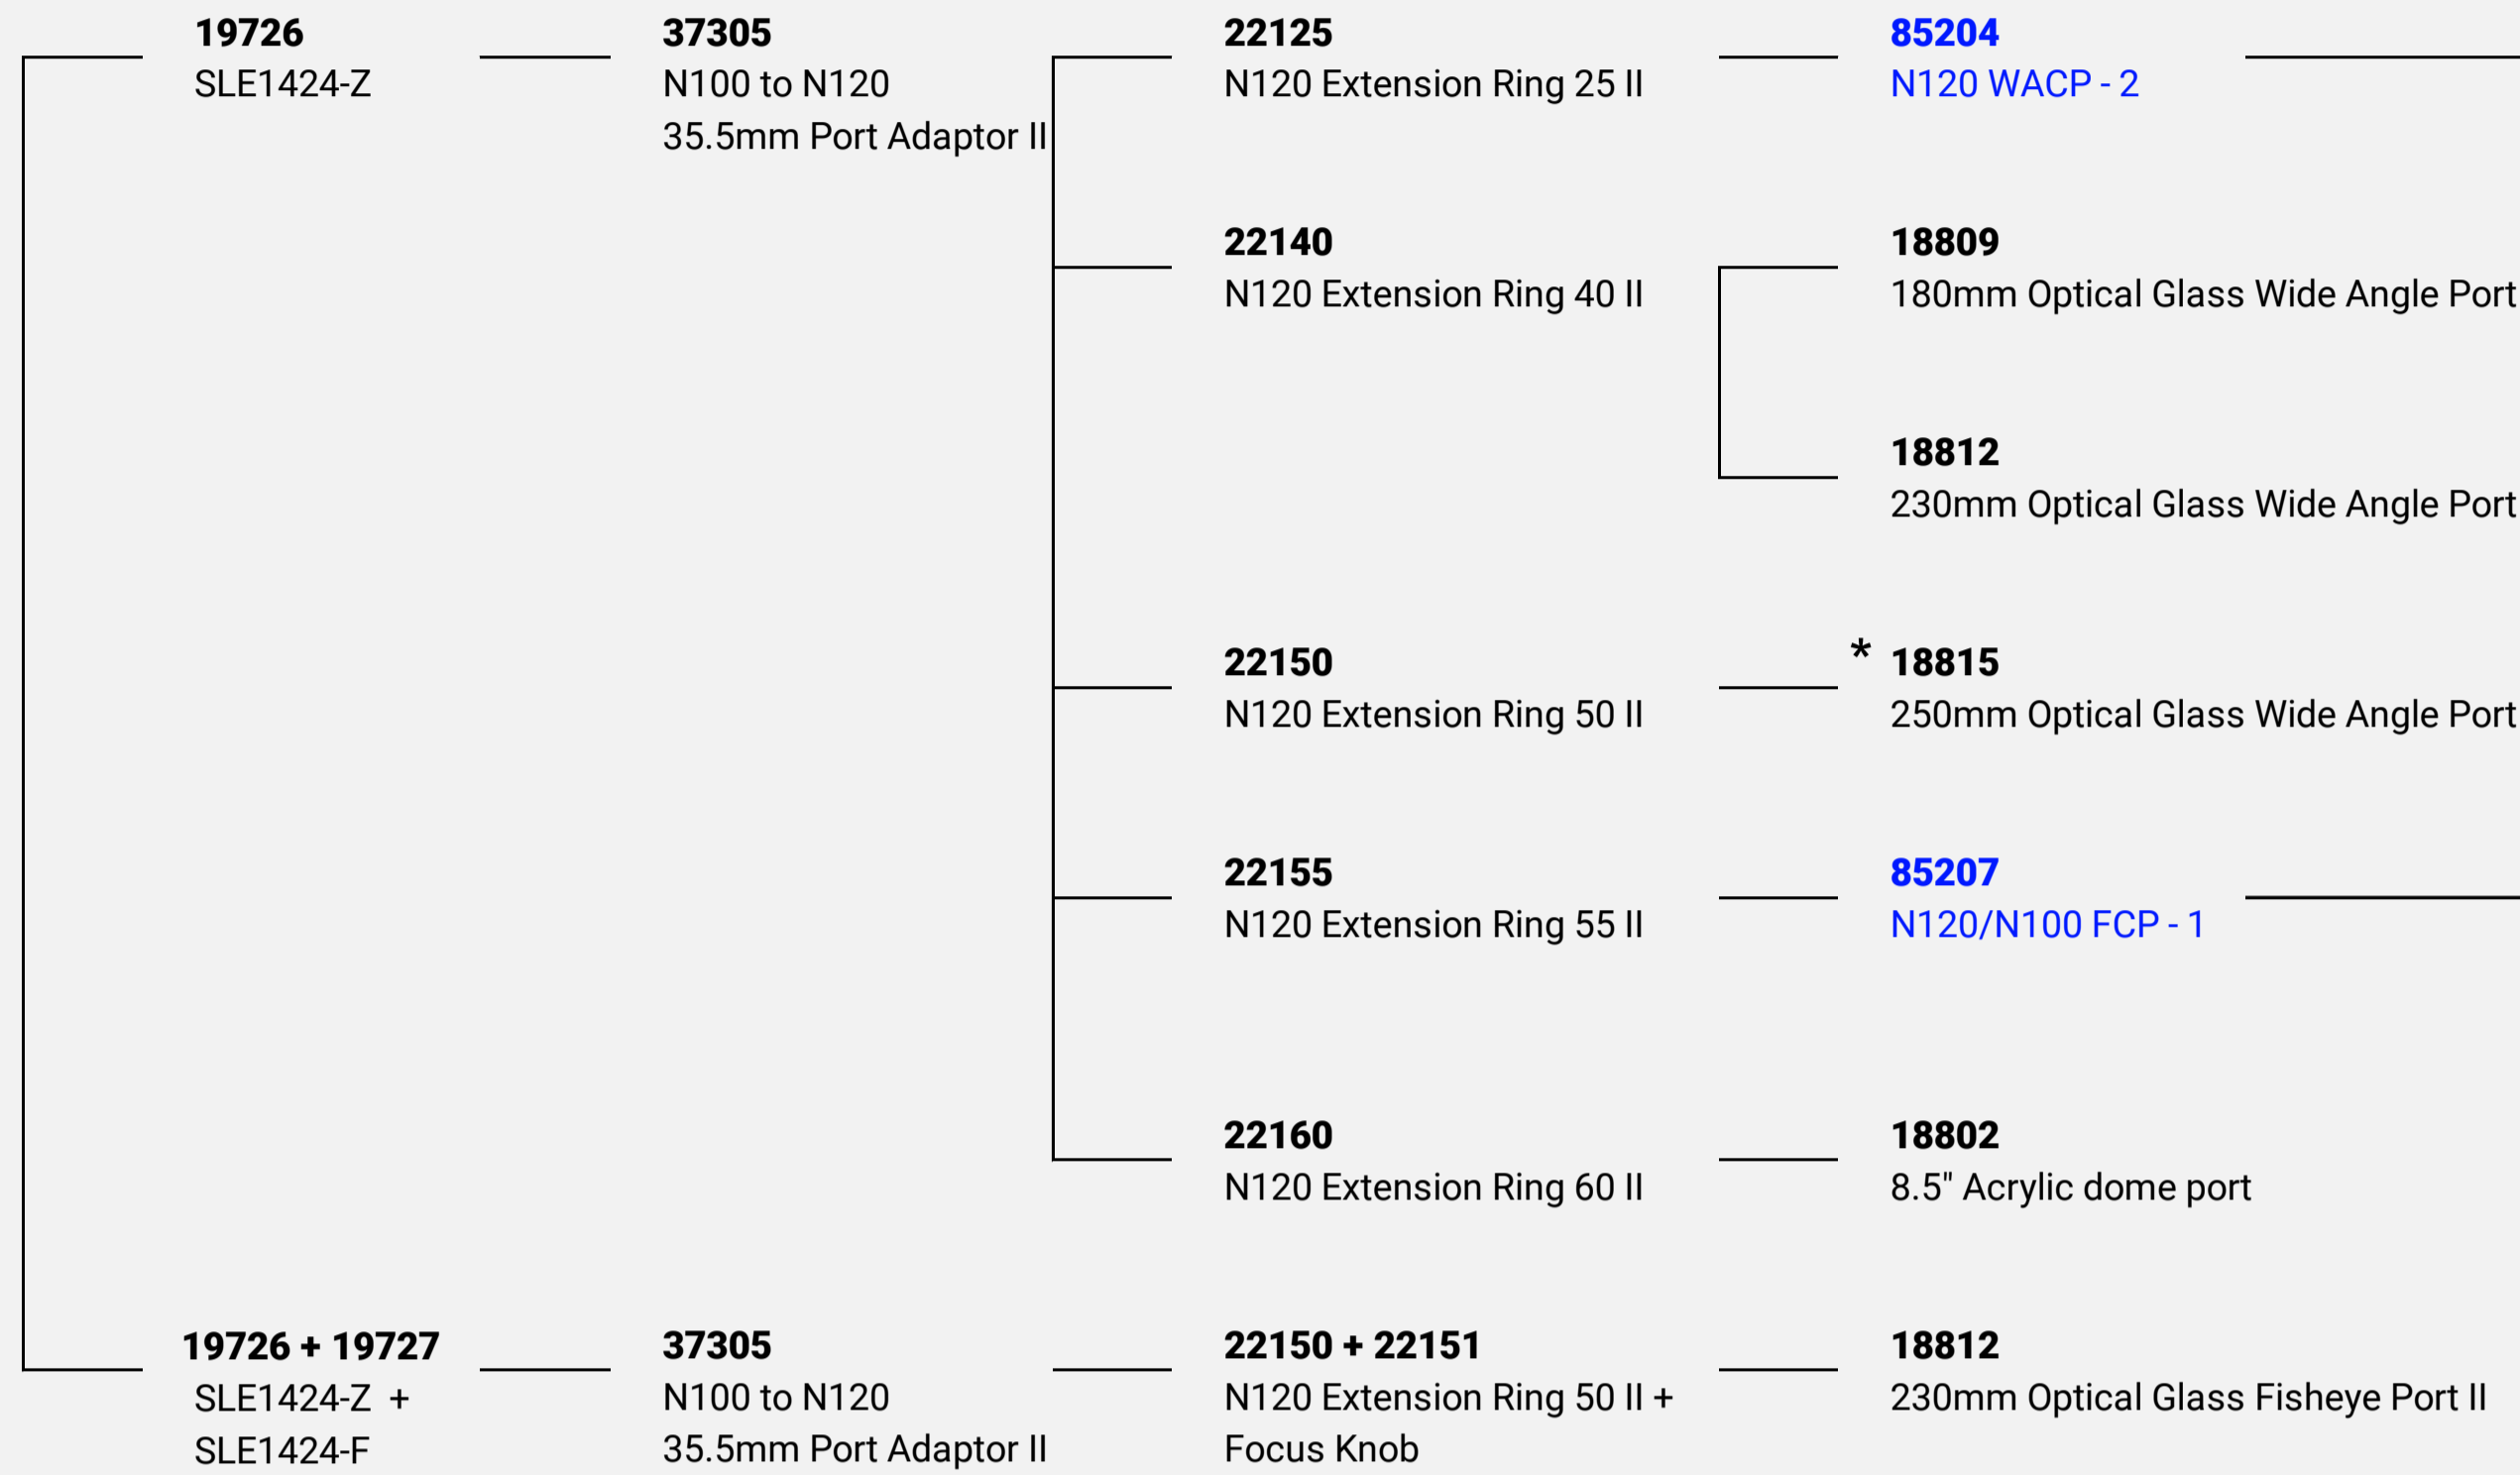 19726
SLE1424-Z
37305
N100 to N120
35.5mm Port Adaptor II
22125
N120 Extension Ring 25 II
85204
N120 WACP - 2
22140
N120 Extension Ring 40 II
18809
180mm Optical Glass Wide Angle Port
18812
230mm Optical Glass Wide Angle Port
22150
N120 Extension Ring 50 II
* 18815
250mm Optical Glass Wide Angle Port
22155
N120 Extension Ring 55 II
85207
N120/N100 FCP - 1
22160
N120 Extension Ring 60 II
18802
8.5" Acrylic dome port
19726 + 19727
SLE1424-Z +
SLE1424-F
37305
N100 to N120
35.5mm Port Adaptor II
22150 + 22151
N120 Extension Ring 50 II +
Focus Knob
18812
230mm Optical Glass Fisheye Port II